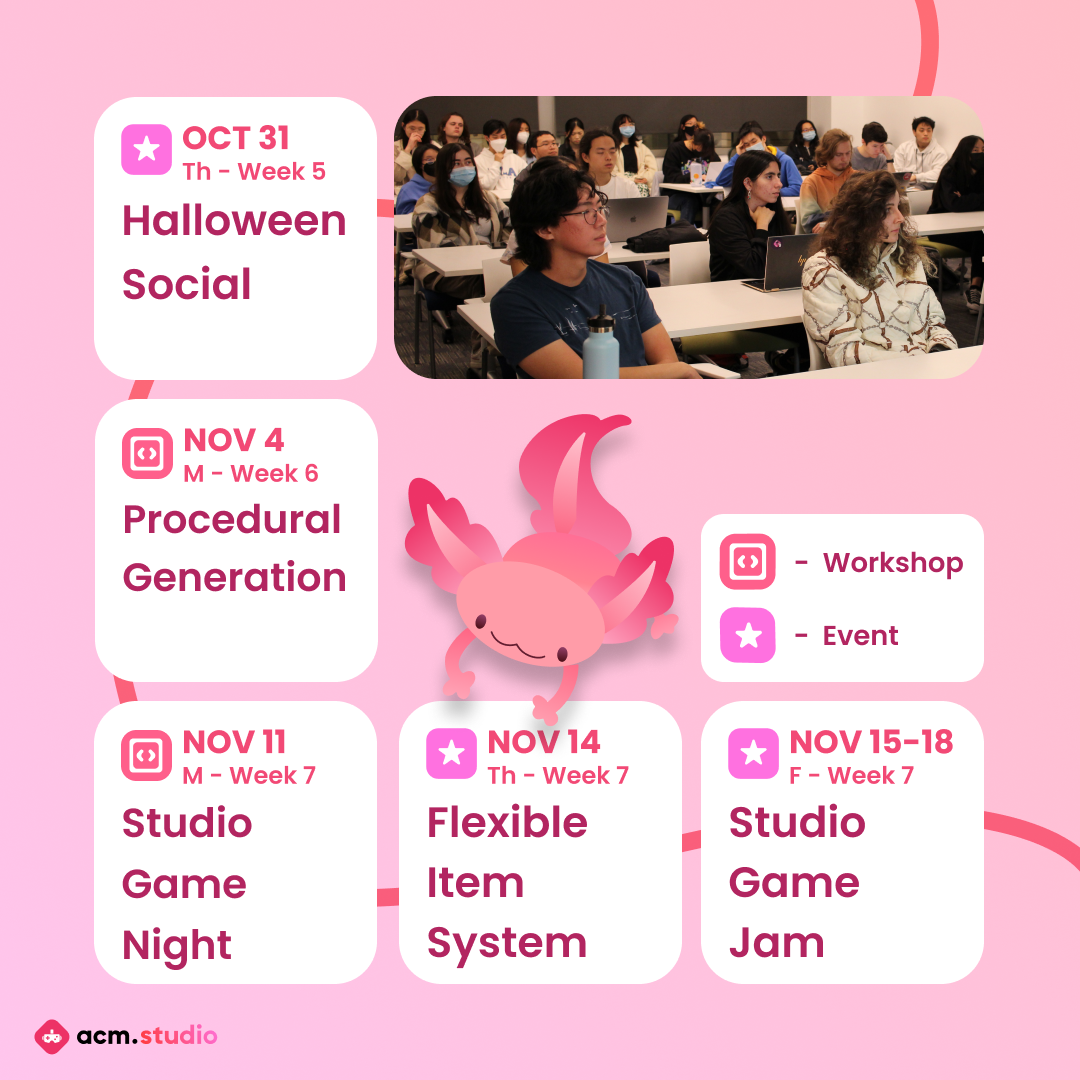 OCT 31
Th - Week 5
Halloween
Social
NOV 4
M - Week 6
Procedural
Generation
- Workshop
- Event
NOV 11
M - Week 7
Studio
Game
Night
NOV 14
Th - Week 7
Flexible
Item
System
NOV 15-18
F - Week 7
Studio
Game
Jam
acm.studio